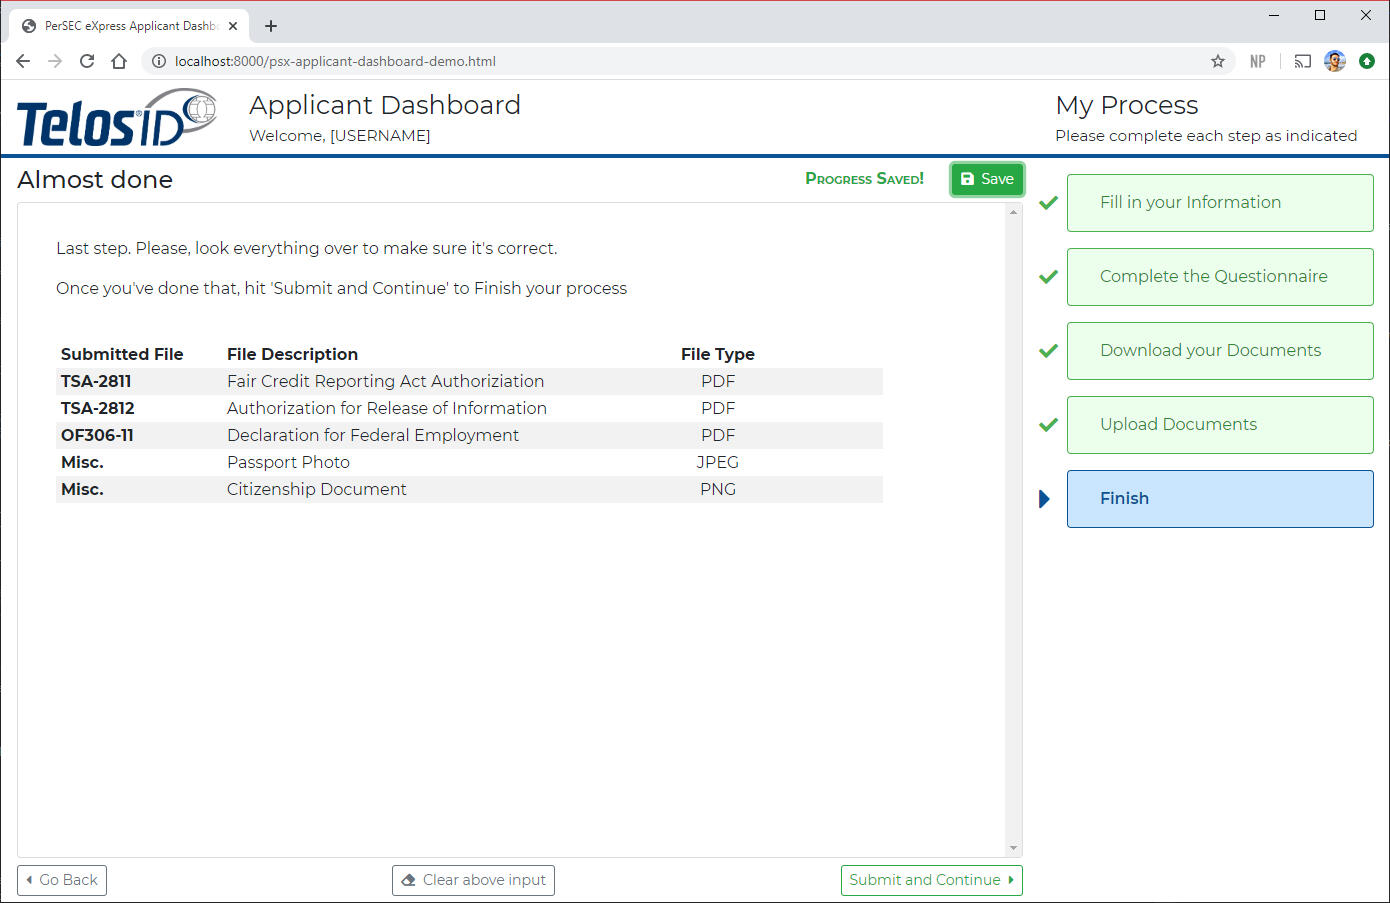 PerSEC eXpress Applicant Dashbo
localhost:8000/psx-applicant-dashboard-demo.html
NP
Telos®ID
Applicant Dashboard
Welcome, [USERNAME]
My Process
Please complete each step as indicated
Almost done
Progress Saved!
Save
Last step. Please, look everything over to make sure it's correct.
Once you've done that, hit 'Submit and Continue' to Finish your process
Submitted File File Description File Type
TSA-2811 Fair Credit Reporting Act Authoriziation PDF
TSA-2812 Authorization for Release of Information PDF
OF306-11 Declaration for Federal Employment PDF
Misc. Passport Photo JPEG
Misc. Citizenship Document PNG
Fill in your Information
Complete the Questionnaire
Download your Documents
Upload Documents
Finish
Go Back
Clear above input
Submit and Continue